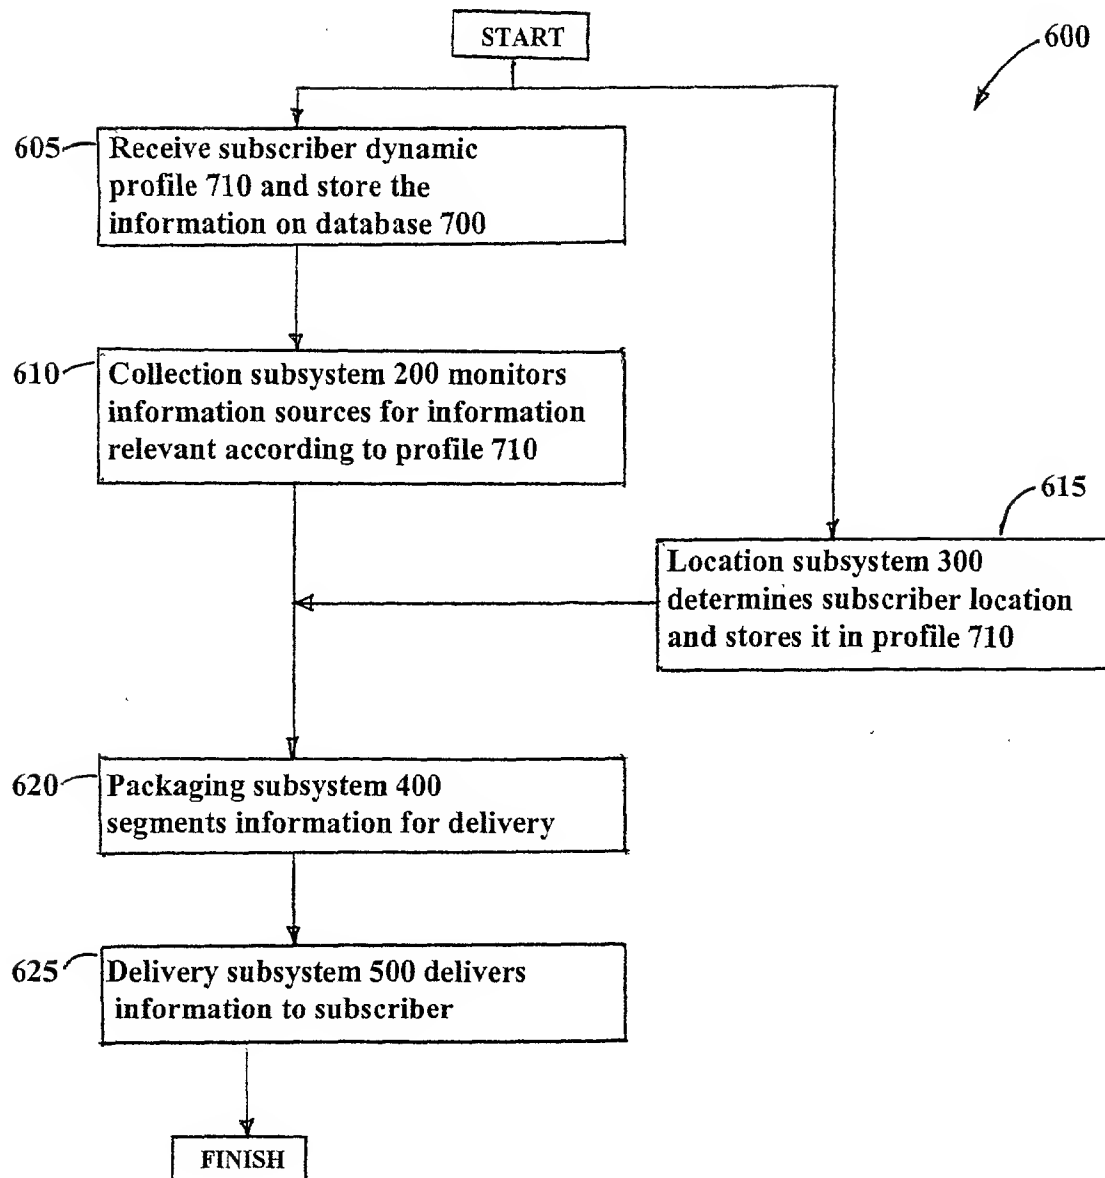 START
600
605
Receive subscriber dynamic
profile 710 and store the
information on database 700
610
Collection subsystem 200 monitors
information sources for information
relevant according to profile 710
615
Location subsystem 300
determines subscriber location
and stores it in profile 710
620
Packaging subsystem 400
segments information for delivery
625
Delivery subsystem 500 delivers
information to subscriber
FINISH